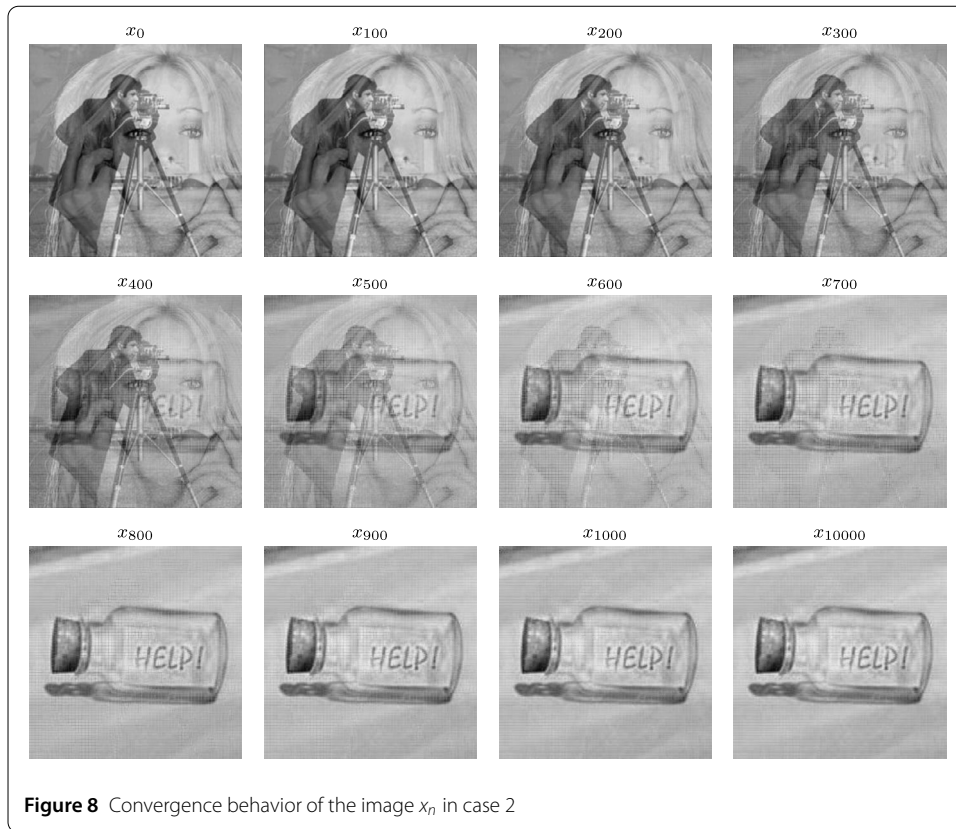 x₀ x₁₀₀ x₂₀₀ x₃₀₀
HELP!
x₄₀₀ x₅₀₀ x₆₀₀ x₇₀₀
HELP! HELP! HELP! HELP!
x₈₀₀ x₉₀₀ x₁₀₀₀ x₁₀₀₀₀
HELP! HELP! HELP! HELP!
Figure 8 Convergence behavior of the image xₙ in case 2